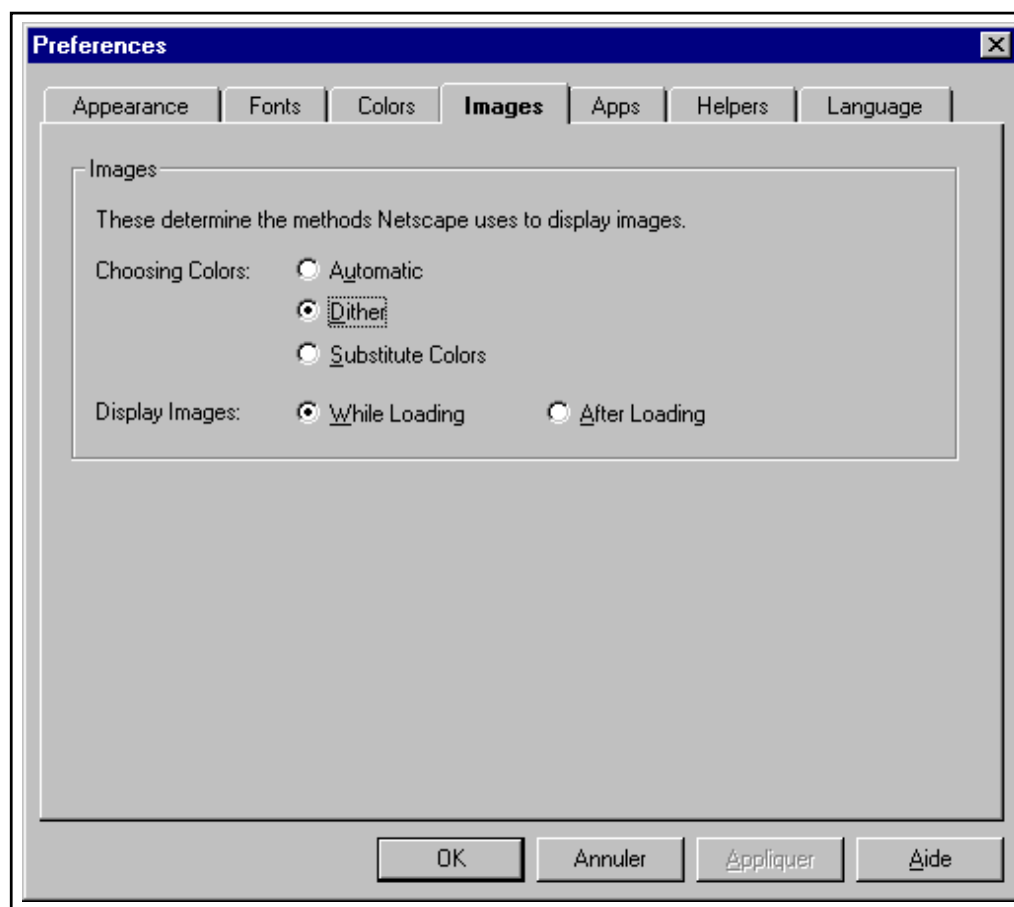 Preferences
Appearance Fonts Colors Images Apps Helpers Language
Images
These determine the methods Netscape uses to display images.
Choosing Colors: Automatic
Dither
Substitute Colors
Display Images: While Loading After Loading
OK Annuler Appliquer Aide